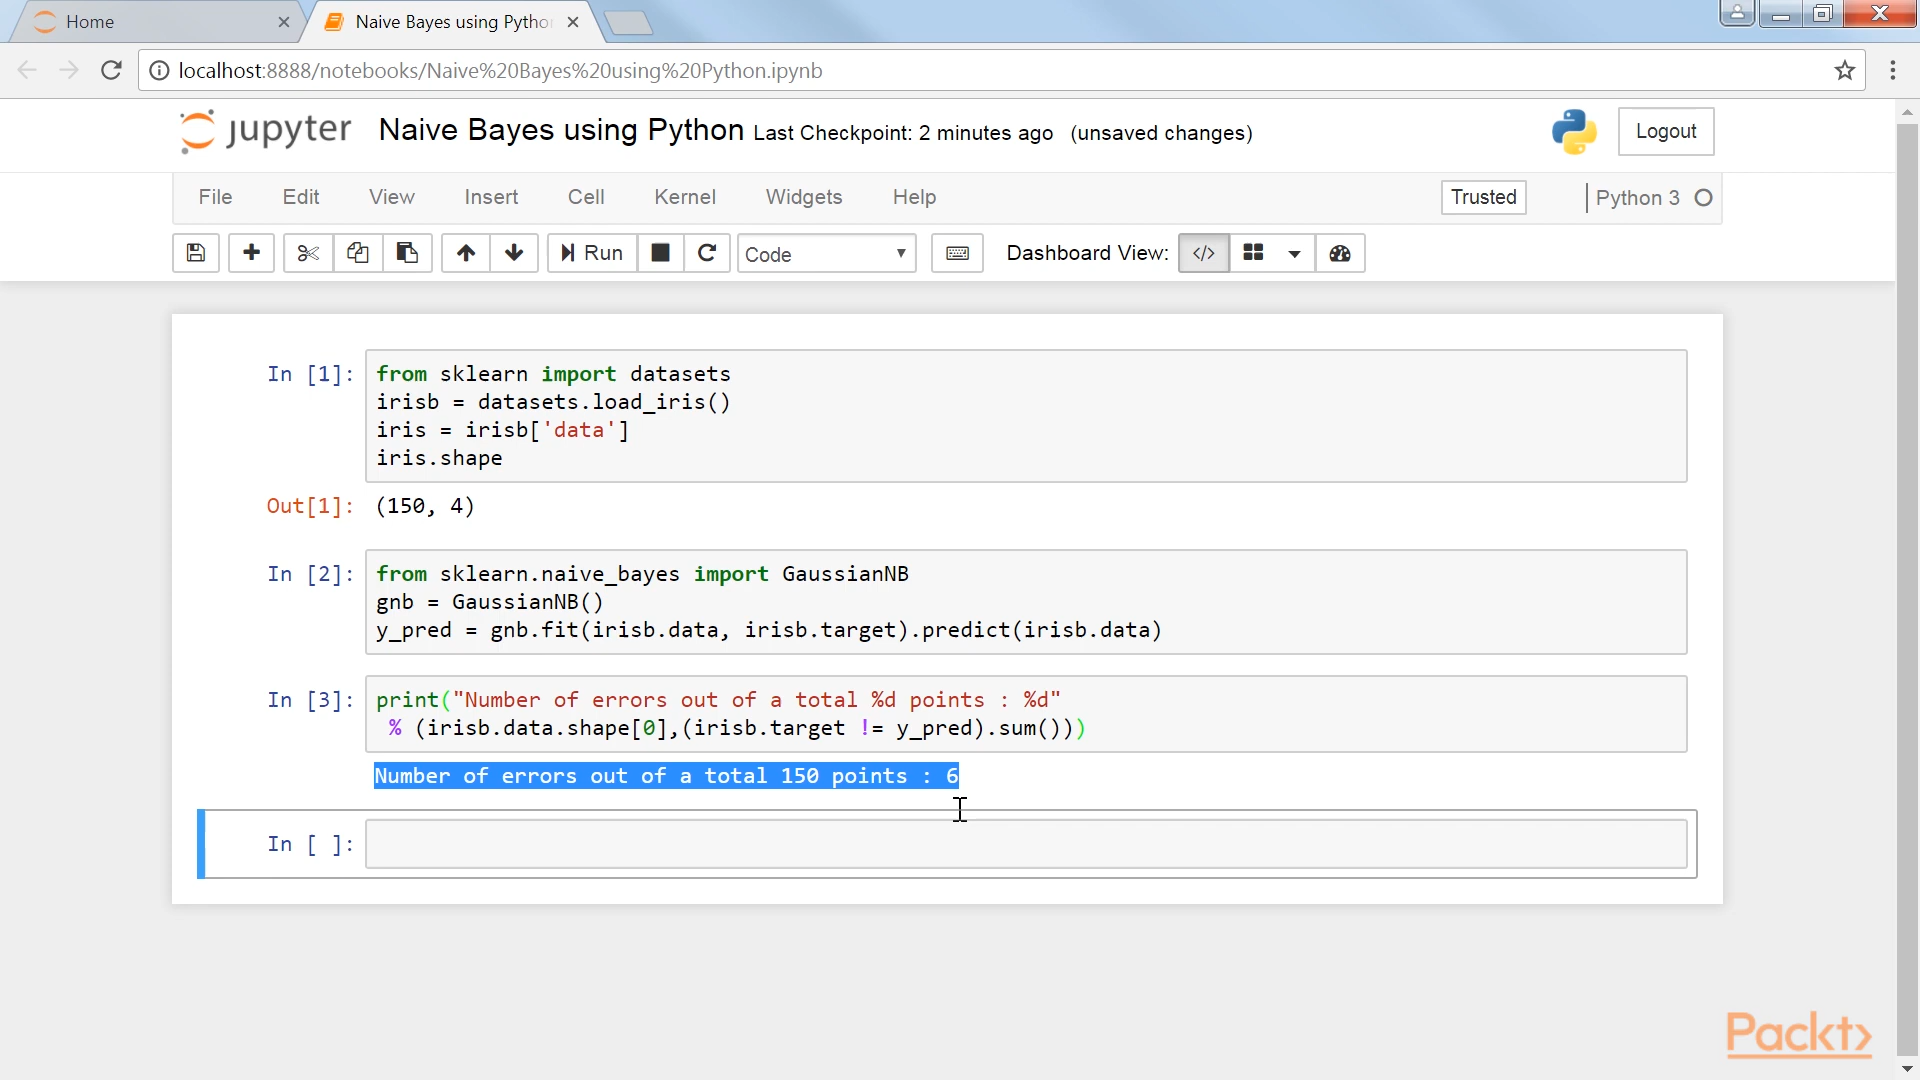 Home
Naive Bayes using Pytho
localhost:8888/notebooks/Naive%20Bayes%20using%20Python.ipynb
jupyter Naive Bayes using Python Last Checkpoint: 2 minutes ago (unsaved changes)
Logout
File Edit View Insert Cell Kernel Widgets Help Trusted Python 3
Run Code Dashboard View: </>
In [1]: from sklearn import datasets
irisb = datasets.load_iris()
iris = irisb['data']
iris.shape
Out[1]: (150, 4)
In [2]: from sklearn.naive_bayes import GaussianNB
gnb = GaussianNB()
y_pred = gnb.fit(irisb.data, irisb.target).predict(irisb.data)
In [3]: print("Number of errors out of a total %d points : %d"
% (irisb.data.shape[0],(irisb.target != y_pred).sum()))
Number of errors out of a total 150 points : 6
In [ ]:
Packt>